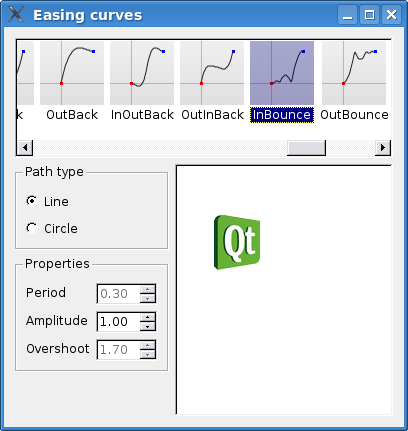 Easing curves
k OutBack InOutBack OutInBack InBounce OutBounce
Path type
Line
Circle
Properties
Period 0.30
Amplitude 1.00
Overshoot 1.70
Qt